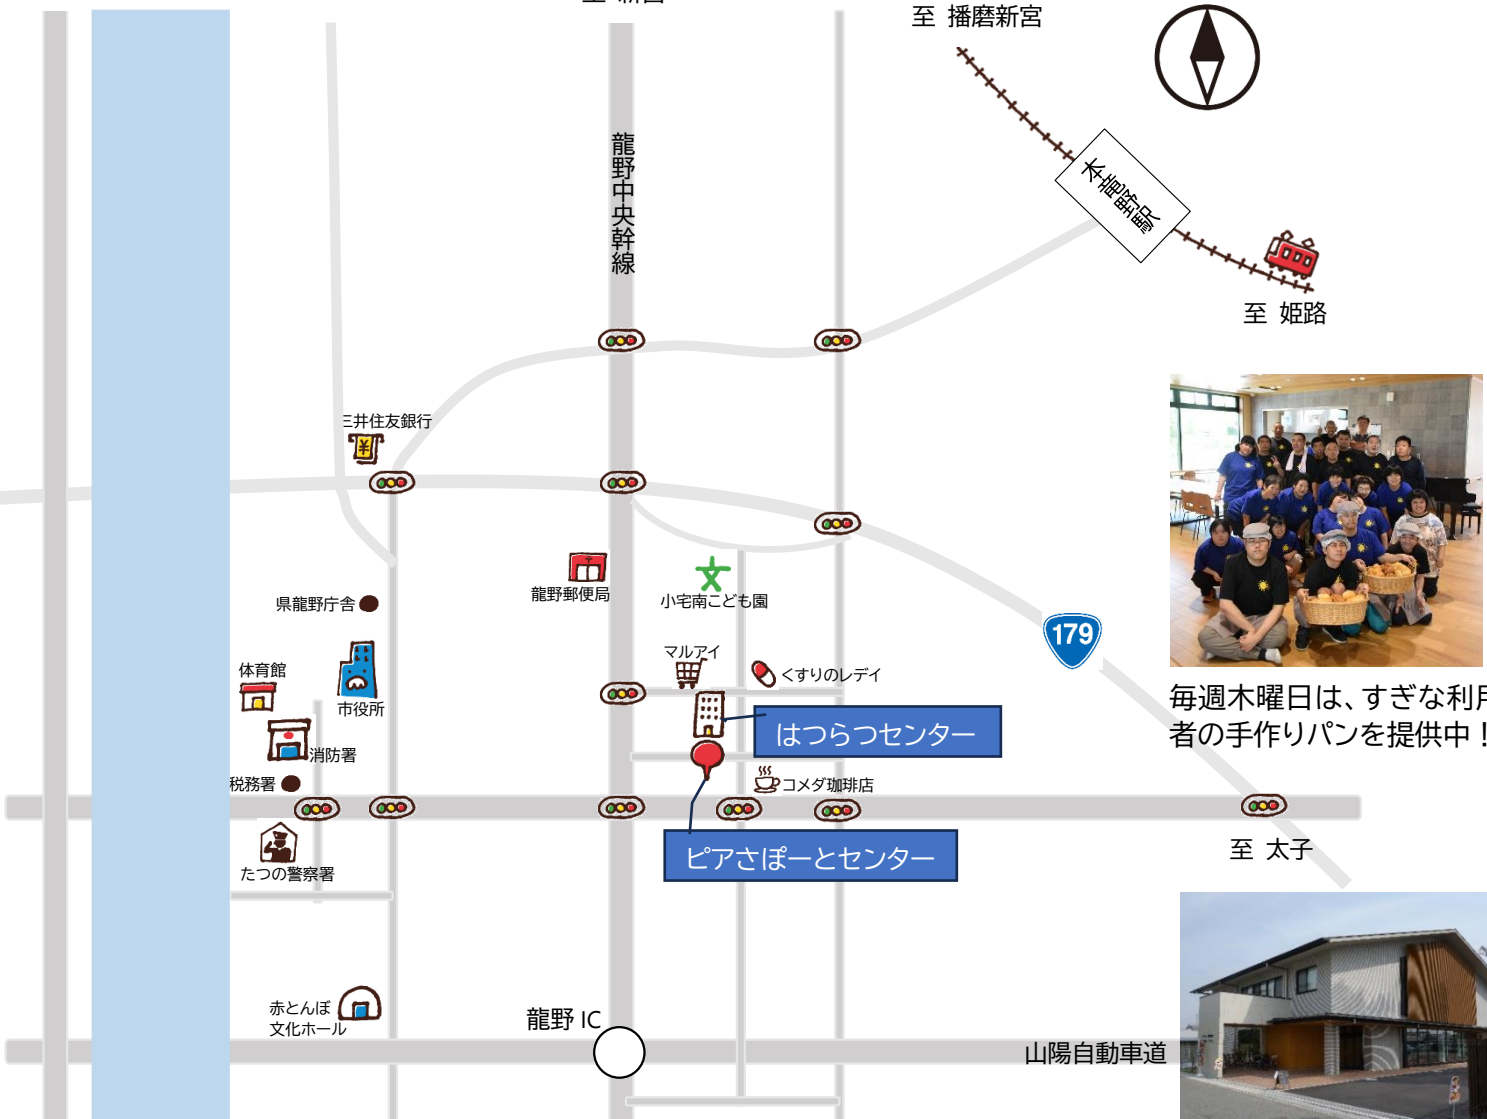 至 播磨新宮
龍野中央幹線
本竜野駅
至 姫路
三井住友銀行
龍野郵便局
小宅南こども園
県龍野庁舎
179
マルアイ
くすりのレデイ
体育館
市役所
はつらつセンター
消防署
税務署
コメダ珈琲店
毎週木曜日は、すぎな利用
者の手作りパンを提供中！
至 太子
ピアさぽーとセンター
たつの警察署
赤とんぼ
文化ホール
龍野 IC
山陽自動車道